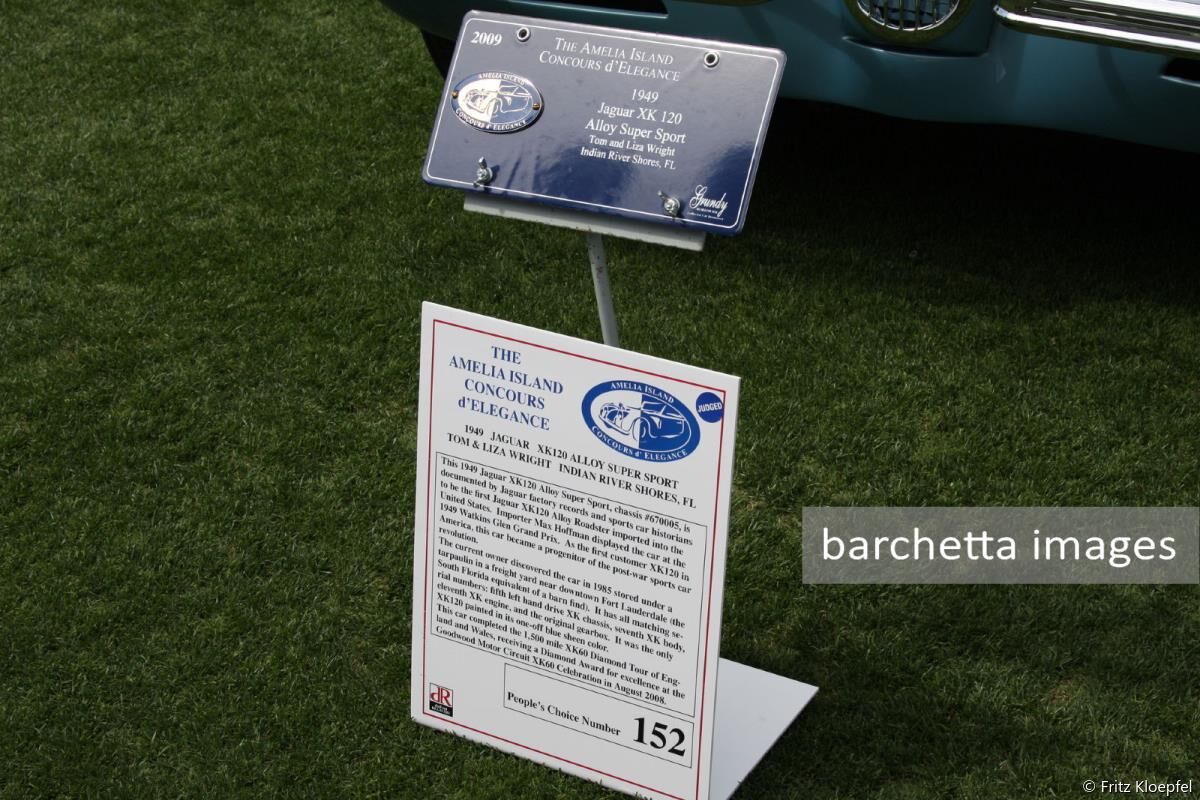 2009
THE AMELIA ISLAND
CONCOURS d'ELEGANCE
AMELIA ISLAND
CONCOURS d' ELEGANCE
1949
Jaguar XK 120
Alloy Super Sport
Tom and Liza Wright
Indian River Shores, FL
Grundy
THE
AMELIA ISLAND
CONCOURS
d'ELEGANCE
AMELIA ISLAND
CONCOURS d' ELEGANCE
JUDGED
1949 JAGUAR XK120 ALLOY SUPER SPORT
TOM & LIZA WRIGHT INDIAN RIVER SHORES, FL
This 1949 Jaguar XK120 Alloy Super Sport, chassis #670005, is
documented by Jaguar factory records and sports car historians
to be the first Jaguar XK120 Alloy Roadster imported into the
United States. Importer Max Hoffman displayed the car at the
1949 Watkins Glen Grand Prix. As the first customer XK120 in
America, this car became a progenitor of the post-war sports car
revolution.
The current owner discovered the car in 1985 stored under a
tarpaulin in a freight yard near downtown Fort Lauderdale (the
South Florida equivalent of a barn find). It has all matching se-
rial numbers: fifth left hand drive XK chassis, seventh XK body,
eleventh XK engine, and the original gearbox. It was the only
XK120 painted in its one-off blue sheen color.
This car completed the 1,500 mile XK60 Diamond Tour of Eng-
land and Wales, receiving a Diamond Award for excellence at the
Goodwood Motor Circuit XK60 Celebration in August 2008.
People's Choice Number 152
dR
barchetta images
© Fritz Kloepfel